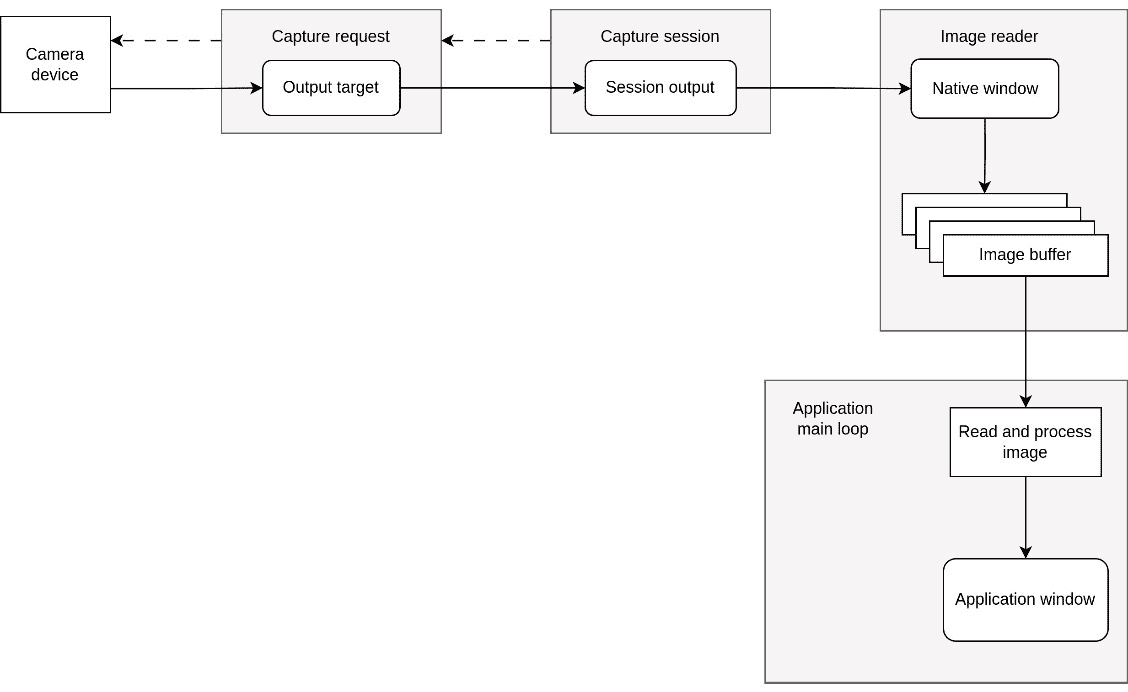 Camera
device
Capture request
Output target
Capture session
Session output
Image reader
Native window
Image buffer
Application
main loop
Read and process
image
Application window